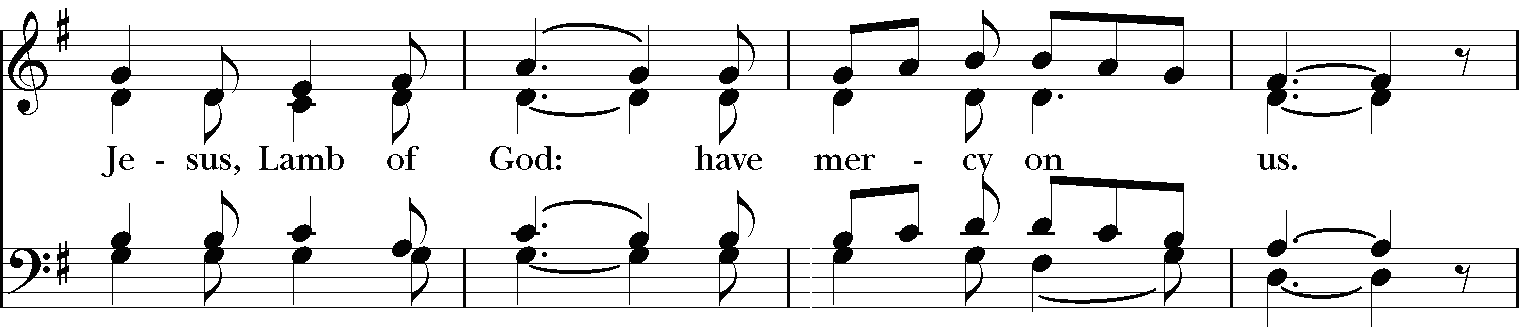 Je - sus, Lamb of God: have mer - cy on us.